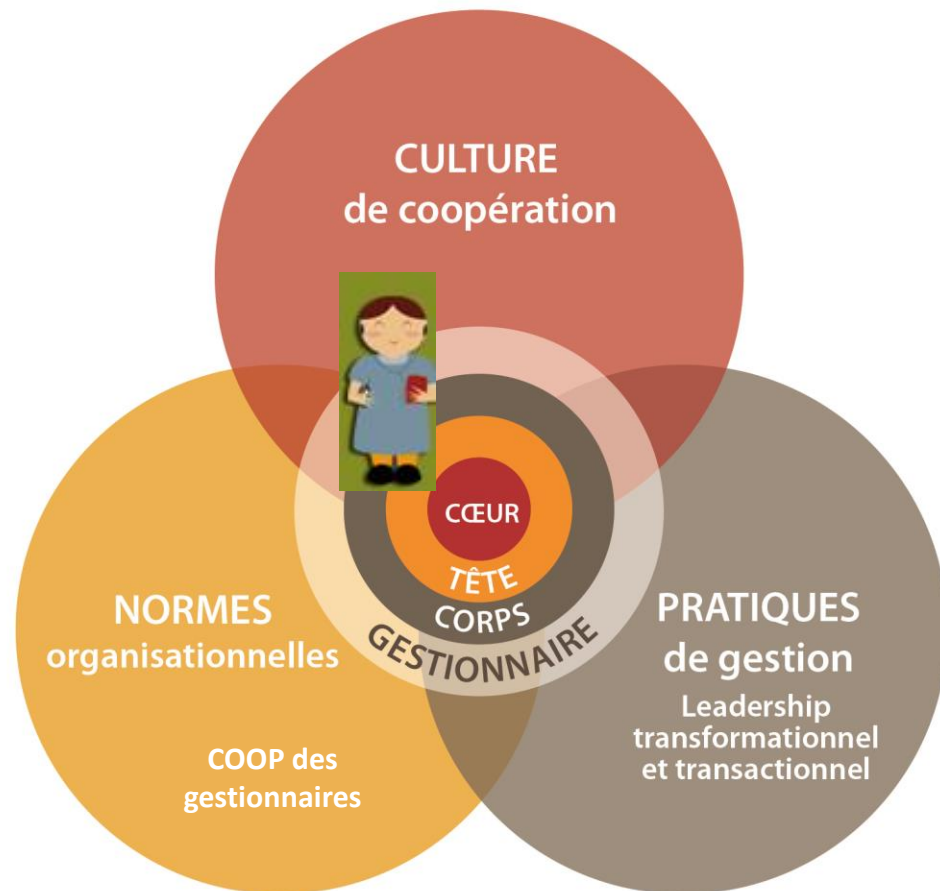 CULTURE
de coopération
CŒUR
TÊTE
CORPS
GESTIONNAIRE
NORMES
organisationnelles
COOP des
gestionnaires
PRATIQUES
de gestion
Leadership
transformationnel
et transactionnel